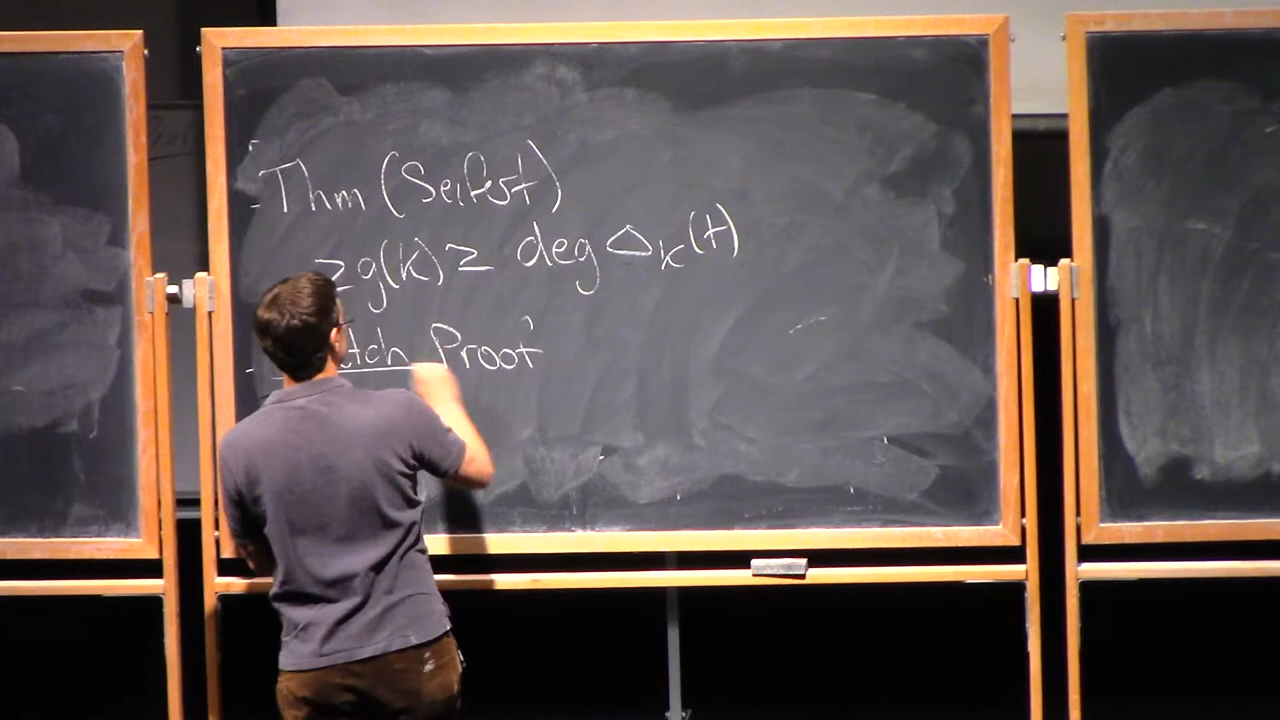 Thm (Seifert)
2g(K) ≥ deg Δ_K(t)
Proof